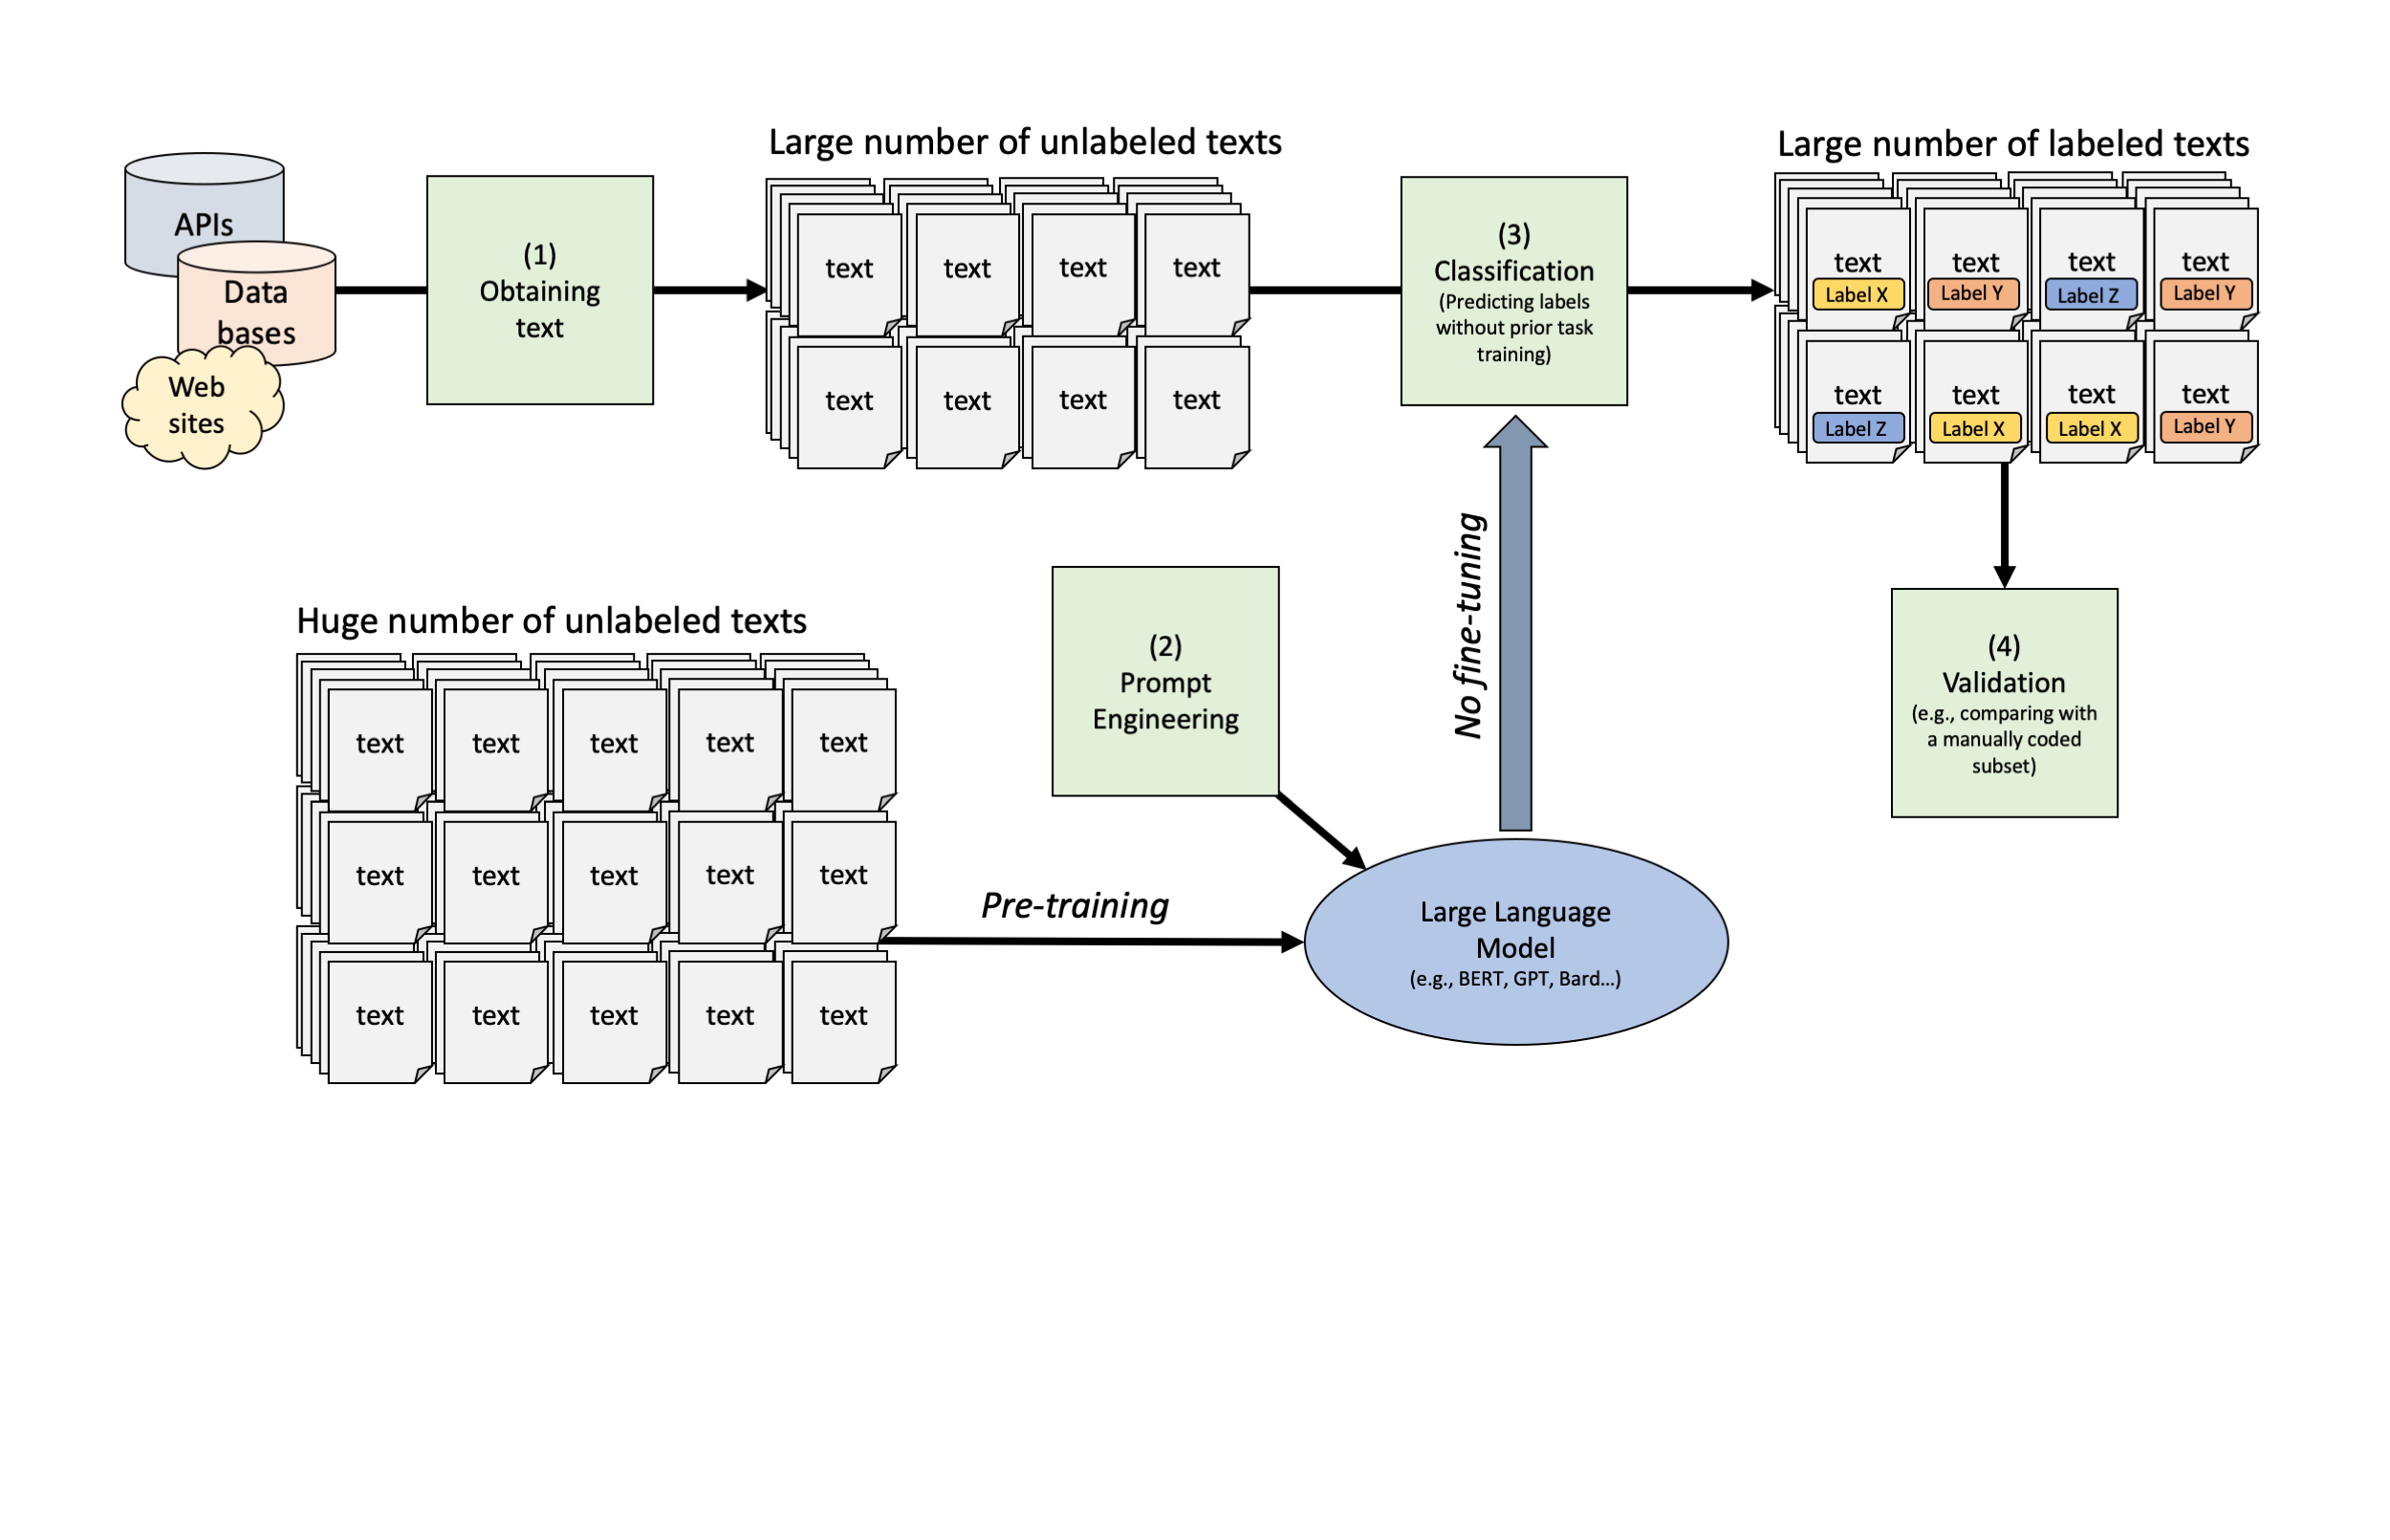 APIs
Data
bases
Web
sites
(1)
Obtaining
text
Large number of unlabeled texts
text text text text
text text text text
(3)
Classification
(Predicting labels
without prior task
training)
Large number of labeled texts
text text text text
Label X Label Y Label Z Label Y
text text text text
Label Z Label X Label X Label Y
Huge number of unlabeled texts
text text text text text
text text text text text
text text text text text
Pre-training
(2)
Prompt
Engineering
No fine-tuning
Large Language
Model
(e.g., BERT, GPT, Bard...)
(4)
Validation
(e.g., comparing with
a manually coded
subset)